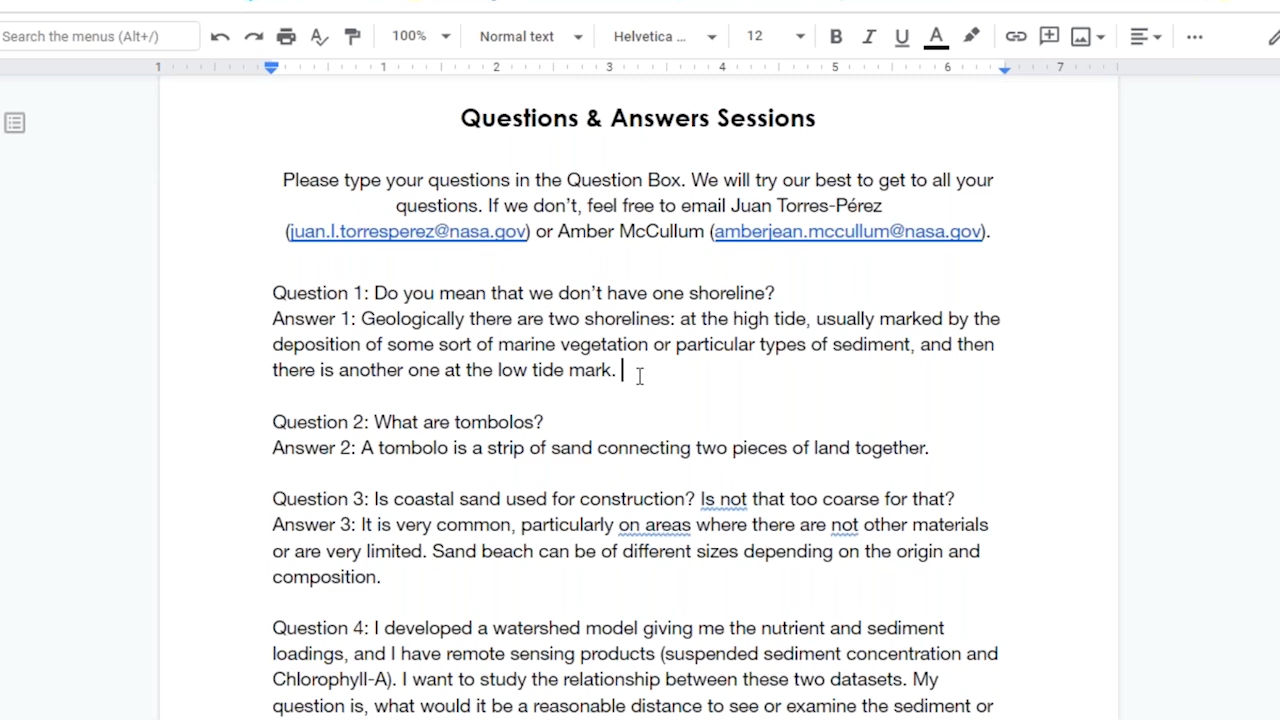 Search the menus (Alt+/)
100%
Normal text
Helvetica ...
12
B I U A
1 1 2 3 4 5 6 7
Questions & Answers Sessions
Please type your questions in the Question Box. We will try our best to get to all your
questions. If we don't, feel free to email Juan Torres-Pérez
(juan.l.torresperez@nasa.gov) or Amber McCullum (amberjean.mccullum@nasa.gov).
Question 1: Do you mean that we don't have one shoreline?
Answer 1: Geologically there are two shorelines: at the high tide, usually marked by the
deposition of some sort of marine vegetation or particular types of sediment, and then
there is another one at the low tide mark.
Question 2: What are tombolos?
Answer 2: A tombolo is a strip of sand connecting two pieces of land together.
Question 3: Is coastal sand used for construction? Is not that too coarse for that?
Answer 3: It is very common, particularly on areas where there are not other materials
or are very limited. Sand beach can be of different sizes depending on the origin and
composition.
Question 4: I developed a watershed model giving me the nutrient and sediment
loadings, and I have remote sensing products (suspended sediment concentration and
Chlorophyll-A). I want to study the relationship between these two datasets. My
question is, what would it be a reasonable distance to see or examine the sediment or